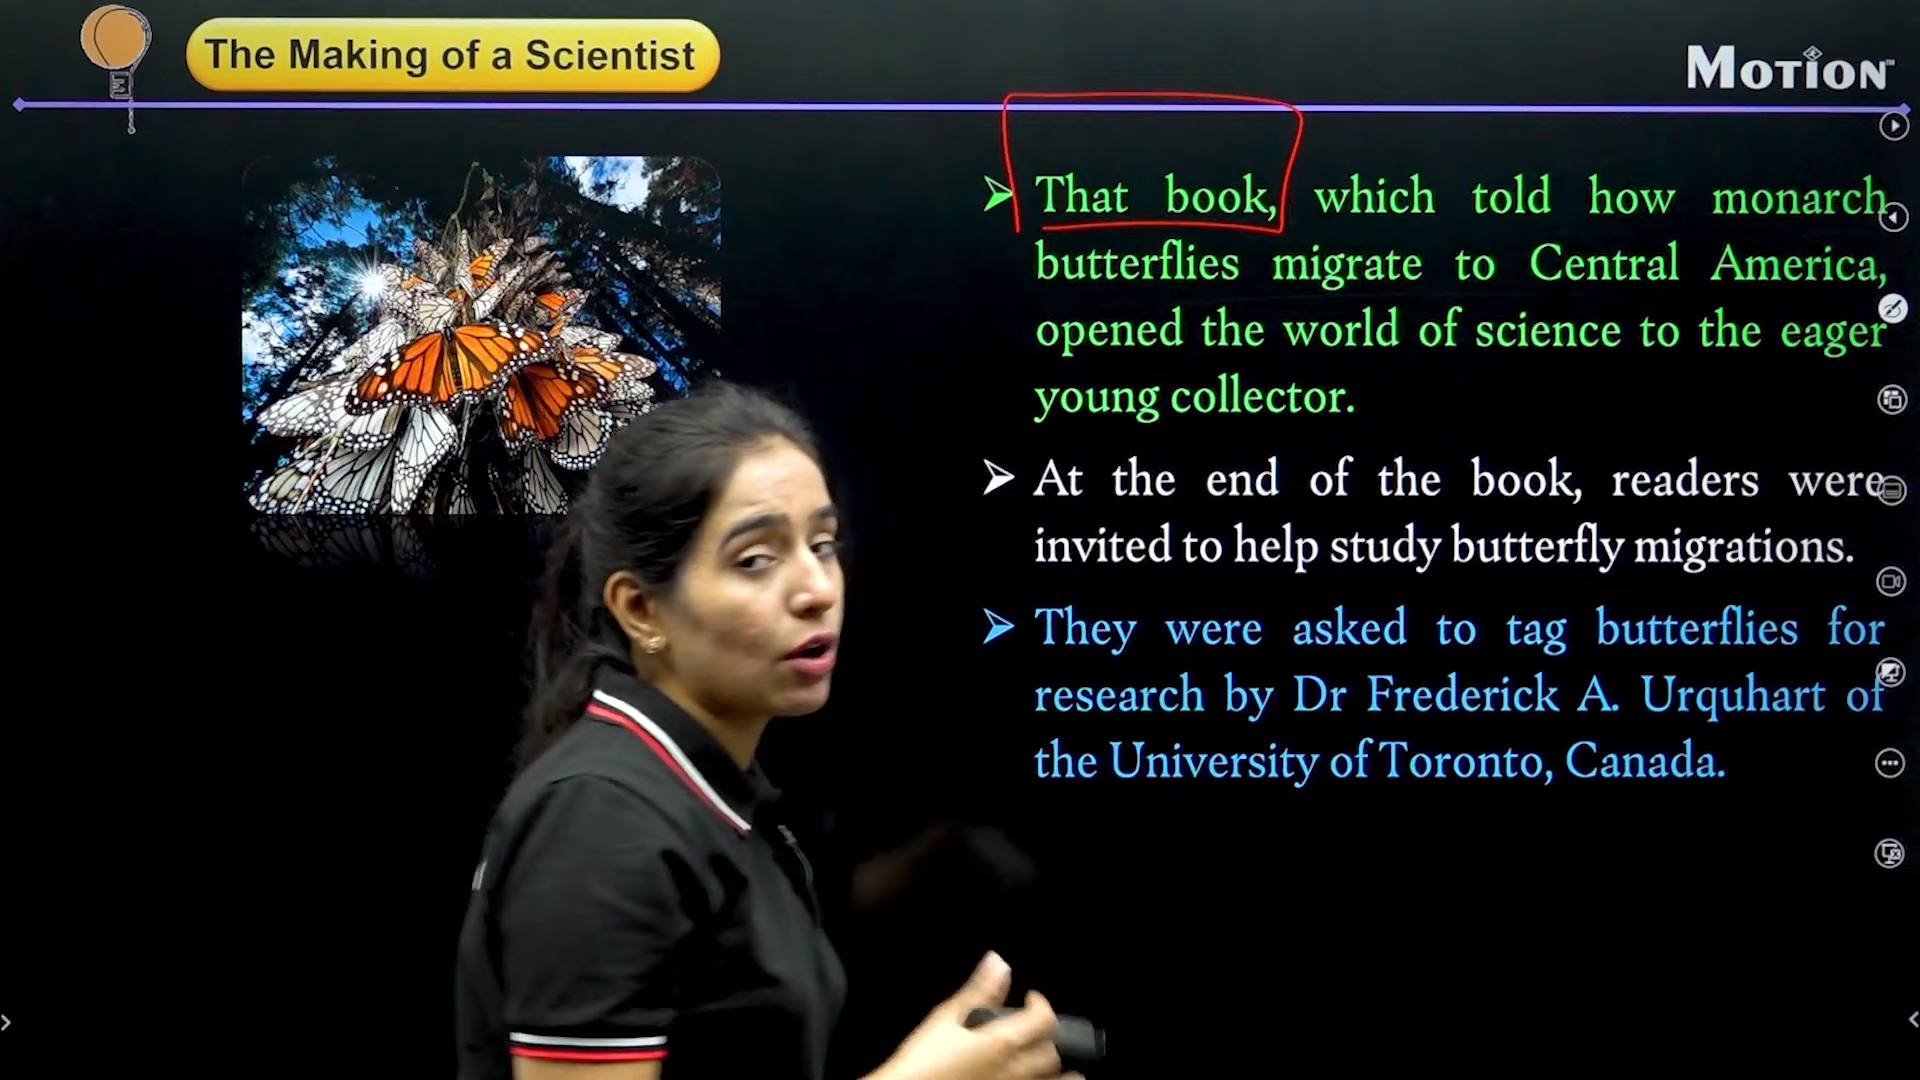 The Making of a Scientist
MOTION
That book, which told how monarch
butterflies migrate to Central America,
opened the world of science to the eager
young collector.
At the end of the book, readers were
invited to help study butterfly migrations.
They were asked to tag butterflies for
research by Dr Frederick A. Urquhart of
the University of Toronto, Canada.